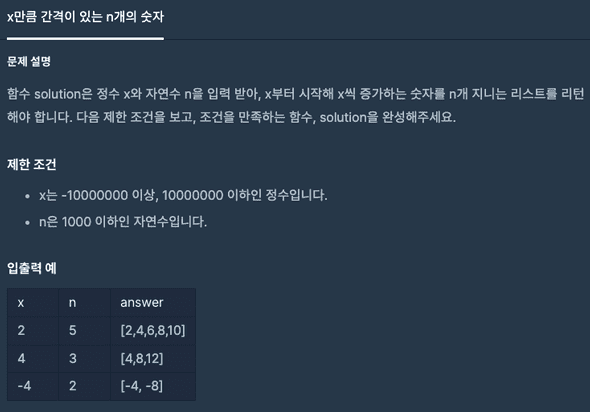 x만큼 간격이 있는 n개의 숫자
문제 설명
함수 solution은 정수 x와 자연수 n을 입력 받아, x부터 시작해 x씩 증가하는 숫자를 n개 지니는 리스트를 리턴
해야 합니다. 다음 제한 조건을 보고, 조건을 만족하는 함수, solution을 완성해주세요.
제한 조건
• x는 -10000000 이상, 10000000 이하인 정수입니다.
• n은 1000 이하인 자연수입니다.
입출력 예
x n answer
2 5 [2,4,6,8,10]
4 3 [4,8,12]
-4 2 [-4, -8]